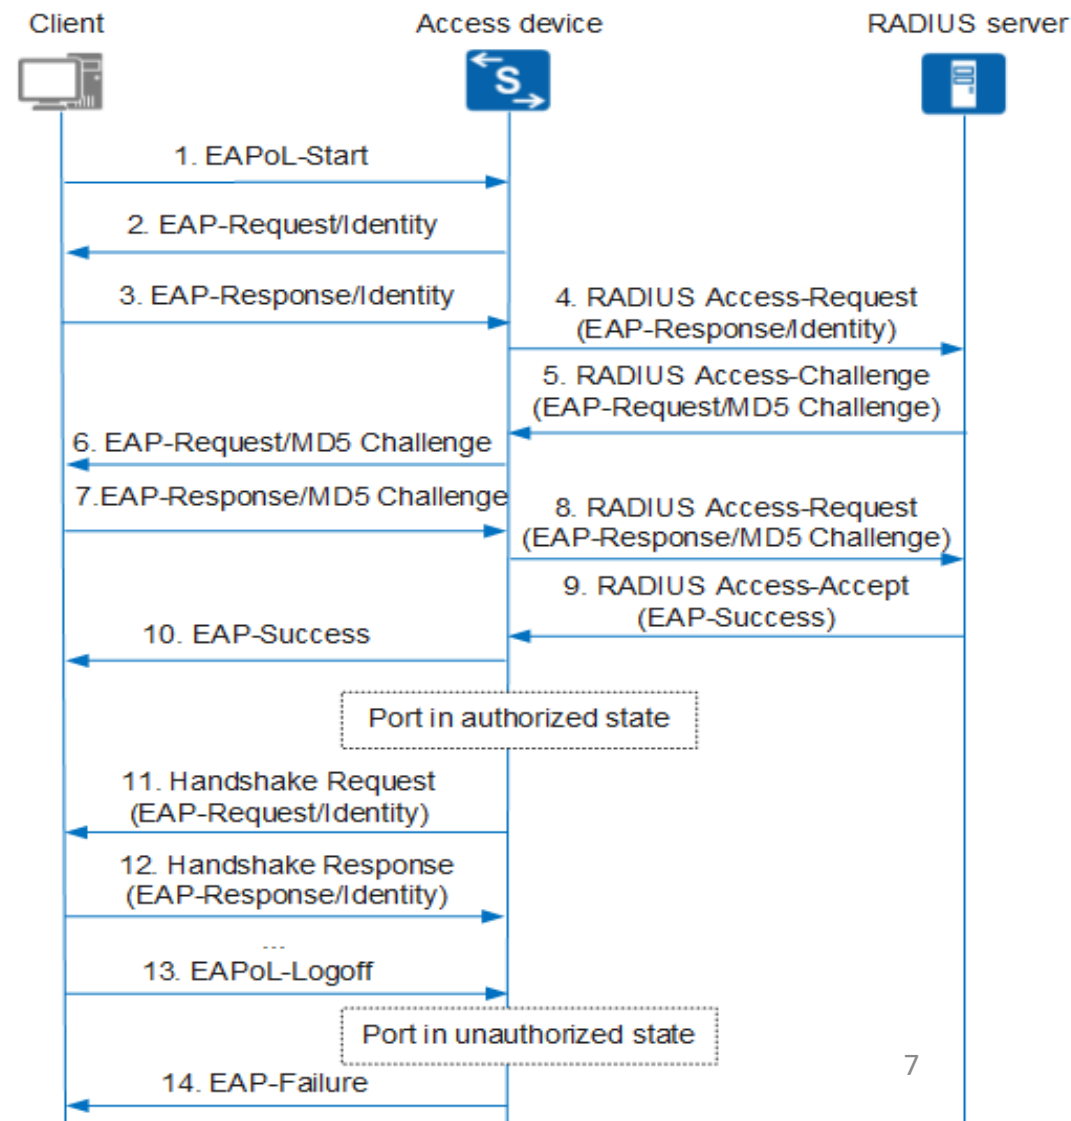 Client
Access device
RADIUS server
S
1. EAPoL-Start
2. EAP-Request/Identity
3. EAP-Response/Identity
4. RADIUS Access-Request
(EAP-Response/Identity)
5. RADIUS Access-Challenge
(EAP-Request/MD5 Challenge)
6. EAP-Request/MD5 Challenge
7.EAP-Response/MD5 Challenge
8. RADIUS Access-Request
(EAP-Response/MD5 Challenge)
9. RADIUS Access-Accept
(EAP-Success)
10. EAP-Success
Port in authorized state
11. Handshake Request
(EAP-Request/Identity)
12. Handshake Response
(EAP-Response/Identity)
...
13. EAPoL-Logoff
Port in unauthorized state
7
14. EAP-Failure